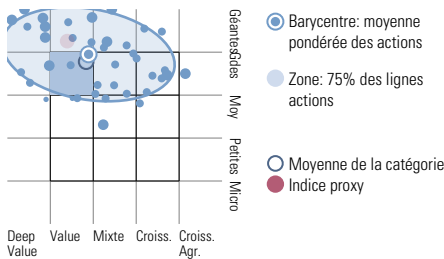 Géantes
Gdes
Moy
Petites
Micro
Deep
Value
Value
Mixte
Croiss.
Croiss.
Agr.
Barycentre: moyenne
pondérée des actions
Zone: 75% des lignes
actions
Moyenne de la catégorie
Indice proxy